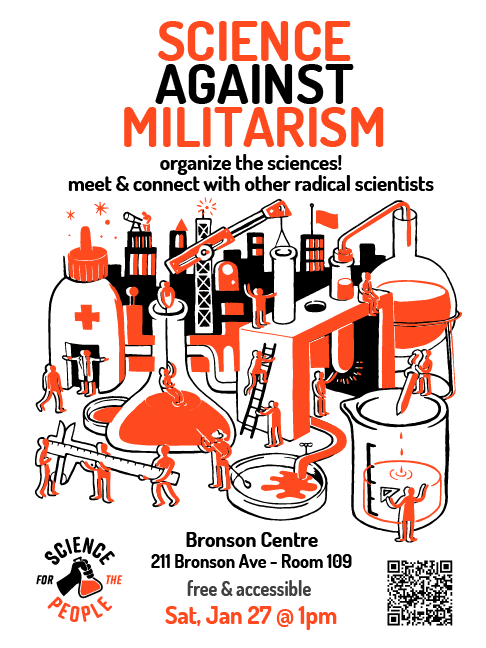 SCIENCE
AGAINST
MILITARISM
organize the sciences!
meet & connect with other radical scientists
Bronson Centre
211 Bronson Ave - Room 109
free & accessible
Sat, Jan 27 @ 1pm
SCIENCE
FOR THE
PEOPLE